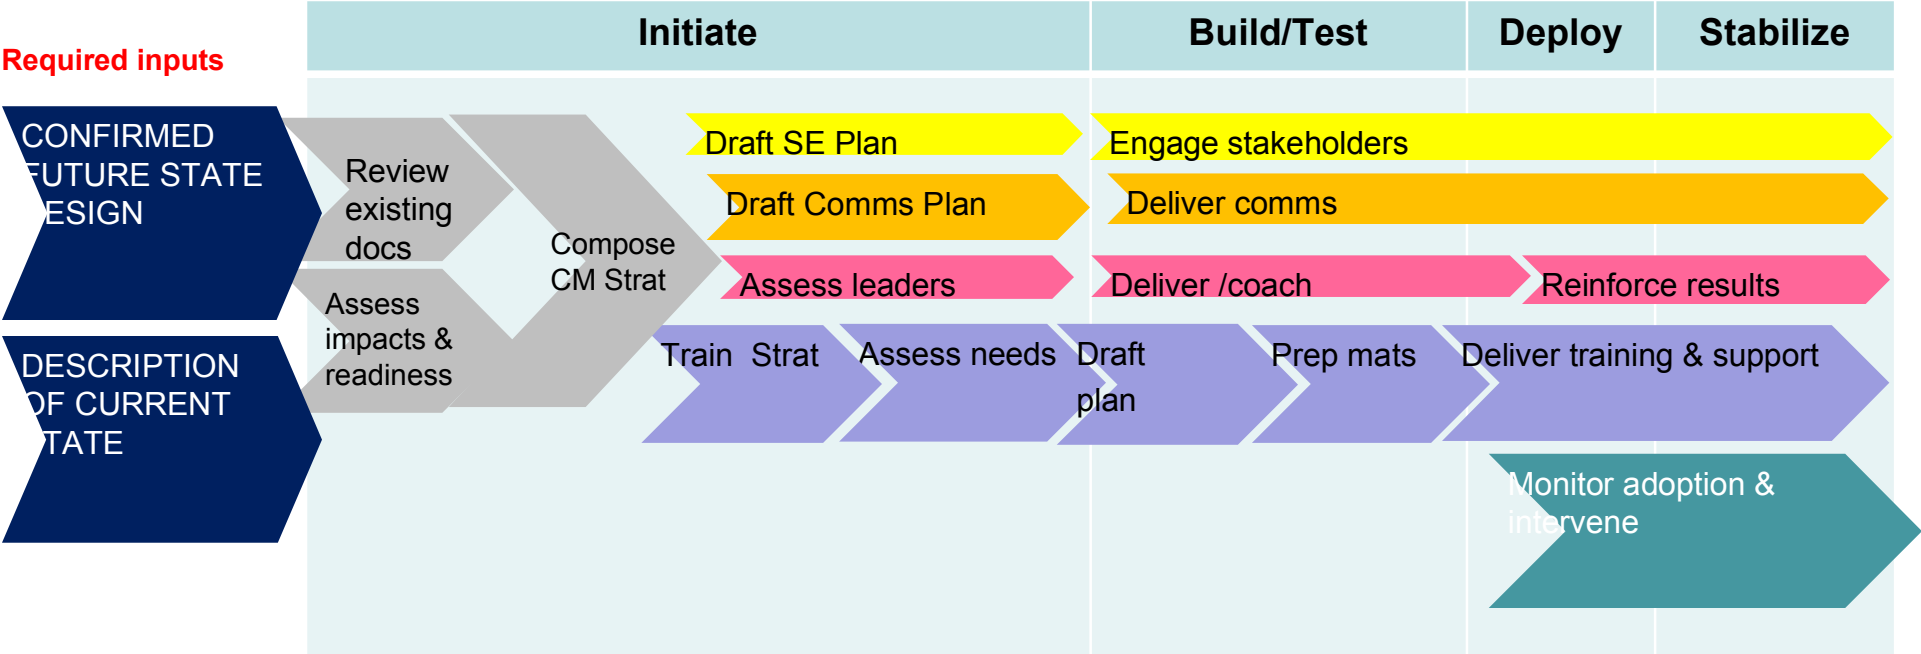 Initiate
Build/Test
Deploy
Stabilize
Required inputs
CONFIRMED
FUTURE STATE
DESIGN
DESCRIPTION
OF CURRENT
STATE
Review
existing
docs
Assess
impacts &
readiness
Compose
CM Strat
Draft SE Plan
Engage stakeholders
Draft Comms Plan
Deliver comms
Assess leaders
Deliver /coach
Reinforce results
Train  Strat
Assess needs
Draft
plan
Prep mats
Deliver training & support
Monitor adoption &
intervene